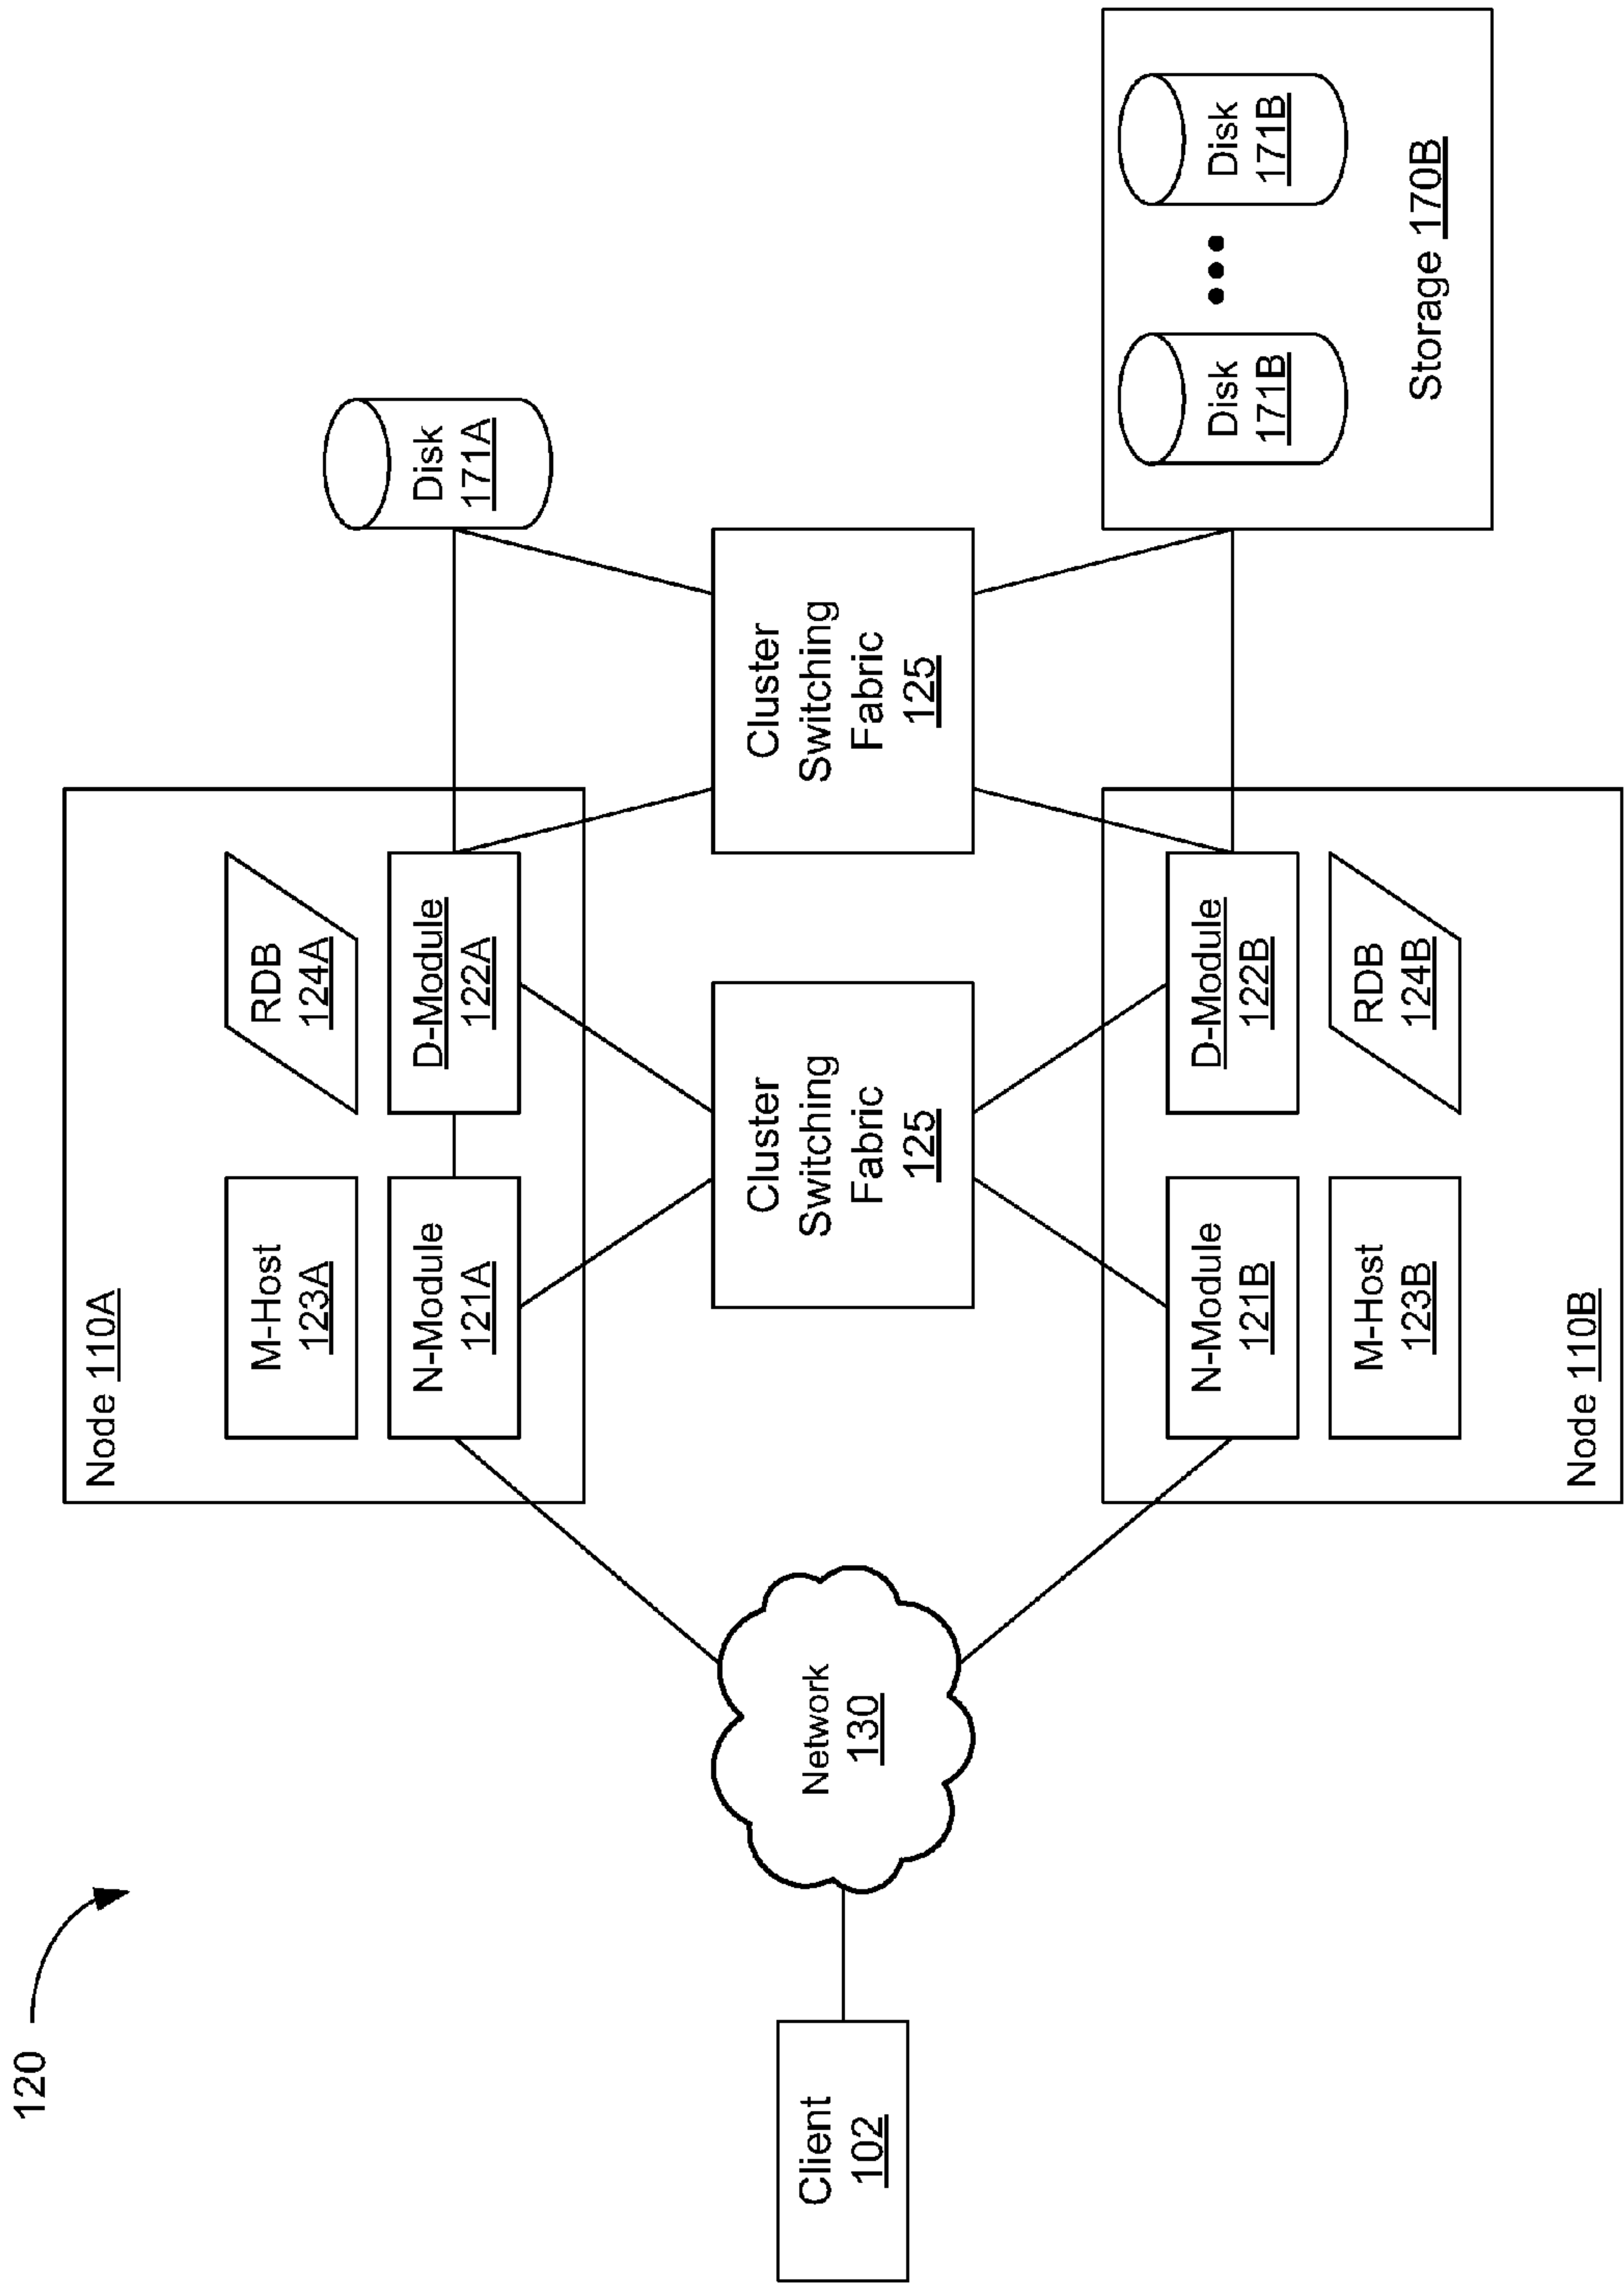 120
Node 110A
M-Host
123A
RDB
124A
N-Module
121A
D-Module
122A
Disk
171A
Client
102
Network
130
Cluster
Switching
Fabric
125
Cluster
Switching
Fabric
125
N-Module
121B
D-Module
122B
M-Host
123B
RDB
124B
Node 110B
Disk
171B
Disk
171B
Storage 170B